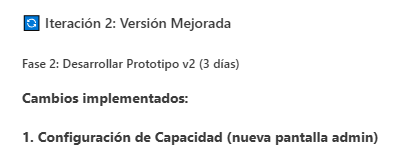 🔄 Iteración 2: Versión Mejorada
Fase 2: Desarrollar Prototipo v2 (3 días)
Cambios implementados:
1. Configuración de Capacidad (nueva pantalla admin)